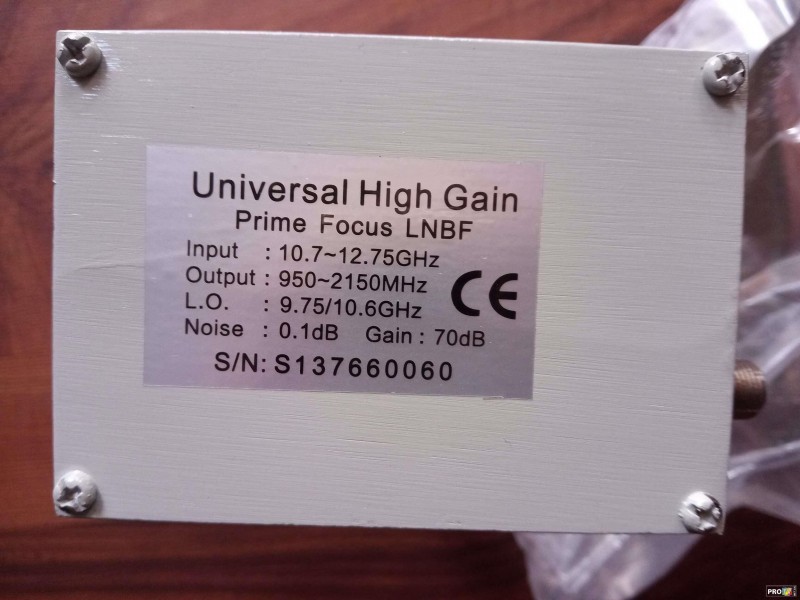 Universal High Gain
Prime Focus LNBF
Input : 10.7~12.75GHz
Output : 950~2150MHz
L.O. : 9.75/10.6GHz
CE
Noise : 0.1dB Gain : 70dB
S/N: S137660060
PRO